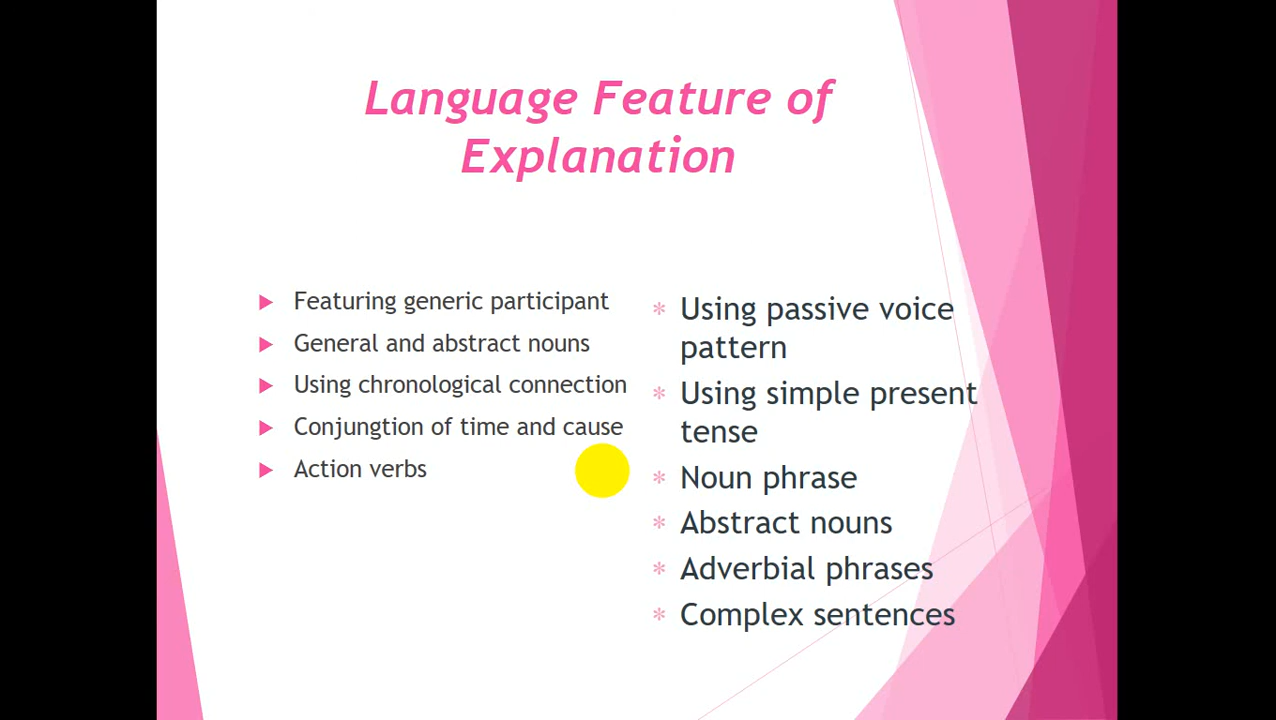 Language Feature of
Explanation
Featuring generic participant
General and abstract nouns
Using chronological connection
Conjungtion of time and cause
Action verbs
Using passive voice
pattern
Using simple present
tense
Noun phrase
Abstract nouns
Adverbial phrases
Complex sentences